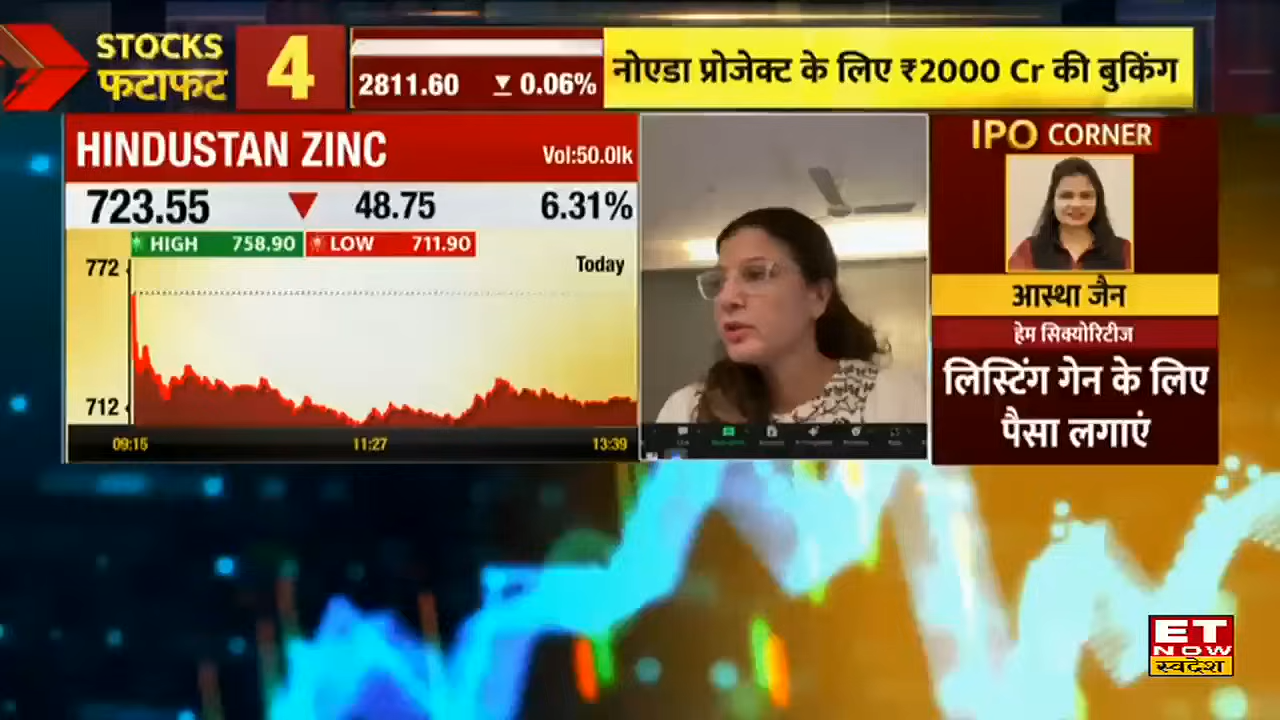 STOCKS
फटाफट
4
2811.60 ▼ 0.06%
नोएडा प्रोजेक्ट के लिए ₹2000 Cr की बुकिंग
HINDUSTAN ZINC Vol:50.0lk
723.55 ▼ 48.75 6.31%
HIGH 758.90 LOW 711.90
Today
772
712
09:15 11:27 13:39
IPO CORNER
आस्था जैन
हेम सिक्योरिटीज
लिस्टिंग गेन के लिए
पैसा लगाएं
ET
NOW
स्वदेश